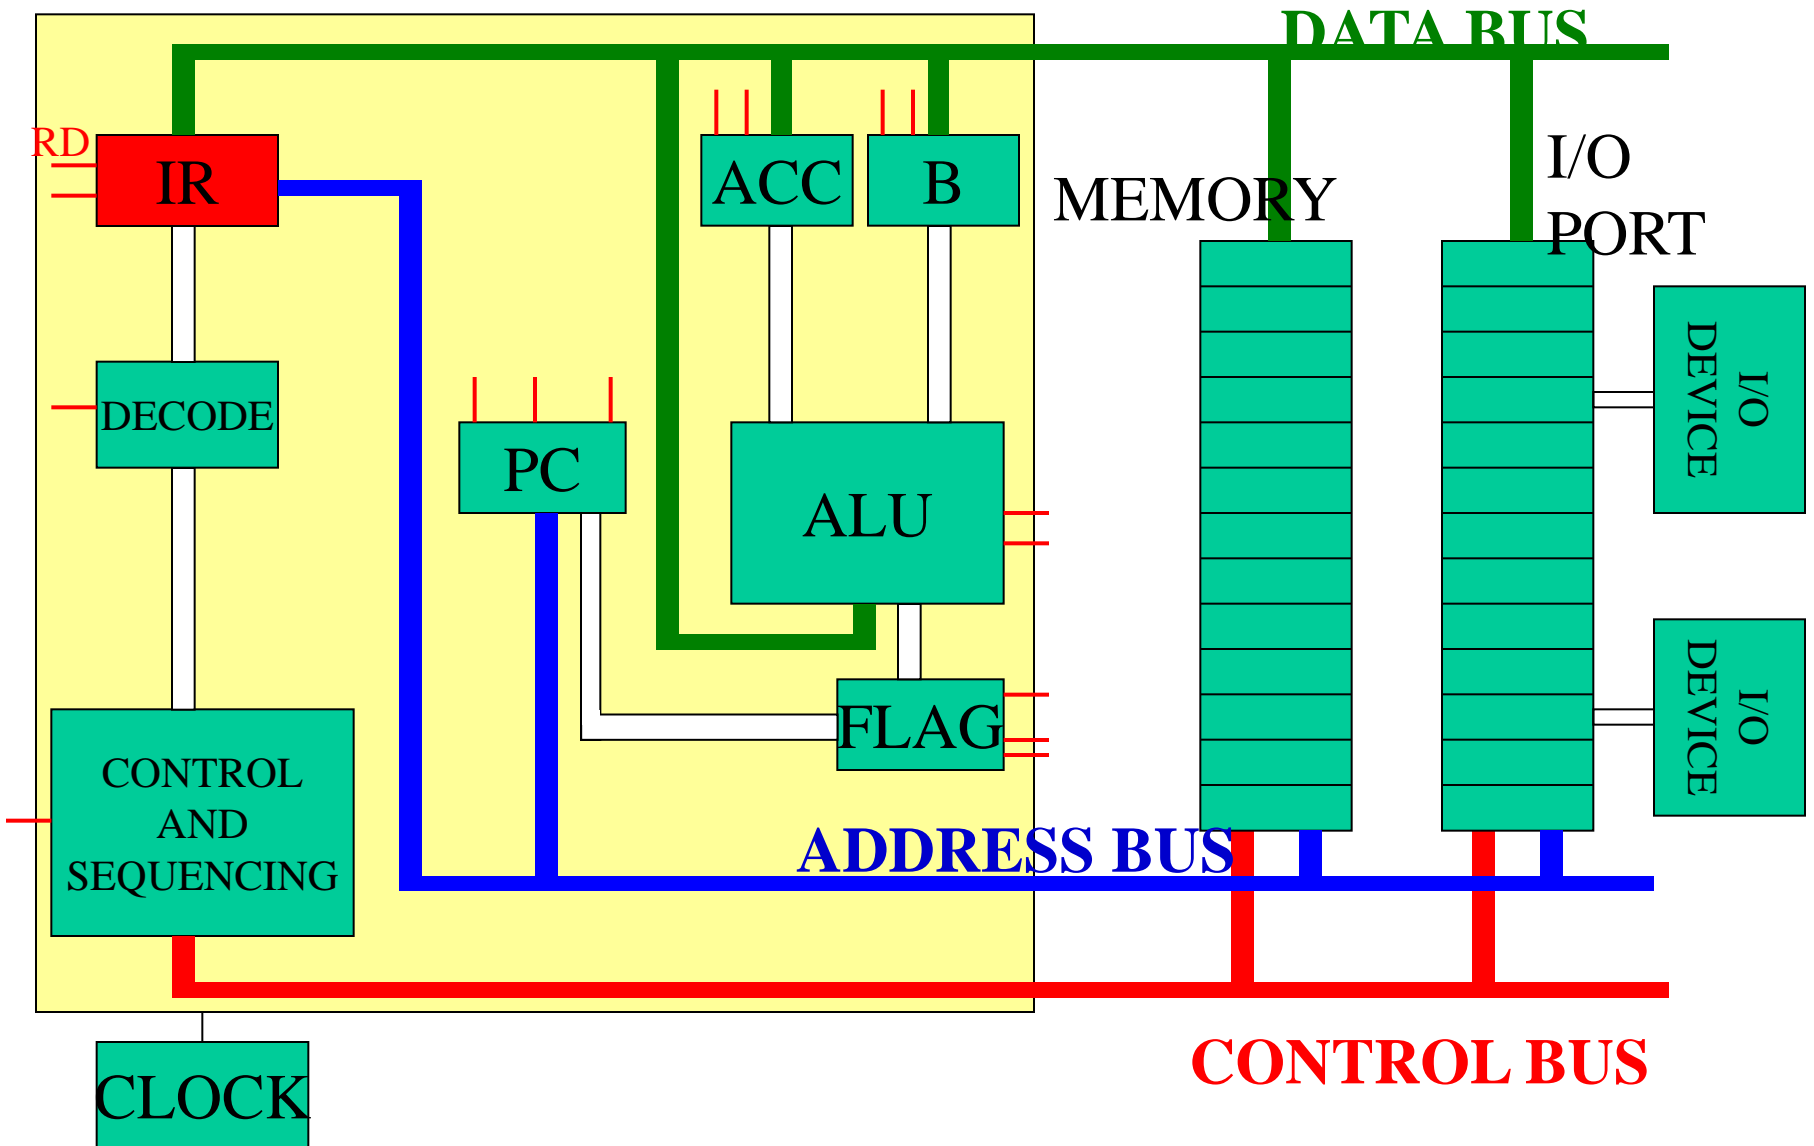 DATA BUS
RD
IR
ACC
B
MEMORY
I/O
PORT
DECODE
PC
ALU
I/O
DEVICE
FLAG
I/O
DEVICE
CONTROL
AND
SEQUENCING
ADDRESS BUS
CONTROL BUS
CLOCK